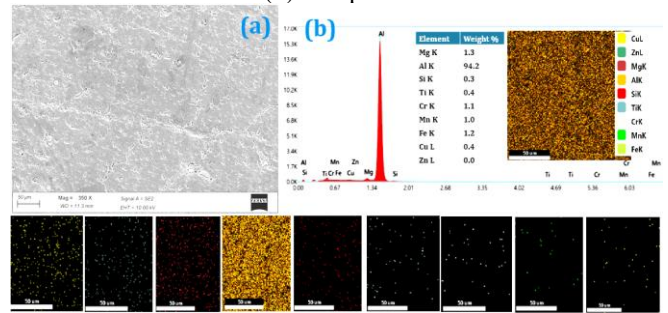 (a)
(b)
17.0K
15.3K
13.6K
11.9K
10.2K
8.5K
6.8K
5.1K
3.4K
1.7K
0.0K
Al
Element Weight %
Mg K 1.3
Al K 94.2
Si K 0.3
Ti K 0.4
Cr K 1.1
Mn K 1.0
Fe K 1.2
Cu L 0.4
Zn L 0.0
50 um
CuL
ZnL
MgK
AlK
SiK
TiK
CrK
MnK
FeK
Al Mn Zn Cr Mn
Si Ti Cr Fe Cu Mg Si Ti Ti Cr Mn Fe
0.00 0.67 1.34 2.01 2.68 3.35 4.02 4.69 5.36 6.03
Mag = 350 X
Signal A = SE2
ZEISS
50 um
50 um
50 um
50 um
50 um
50 um
50 um
50 um
50 um